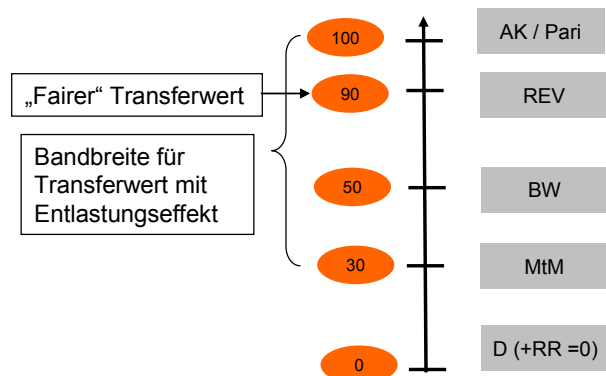 100
AK / Pari
„Fairer“ Transferwert
90
REV
Bandbreite für
Transferwert mit
Entlastungseffekt
50
BW
30
MtM
0
D (+RR =0)